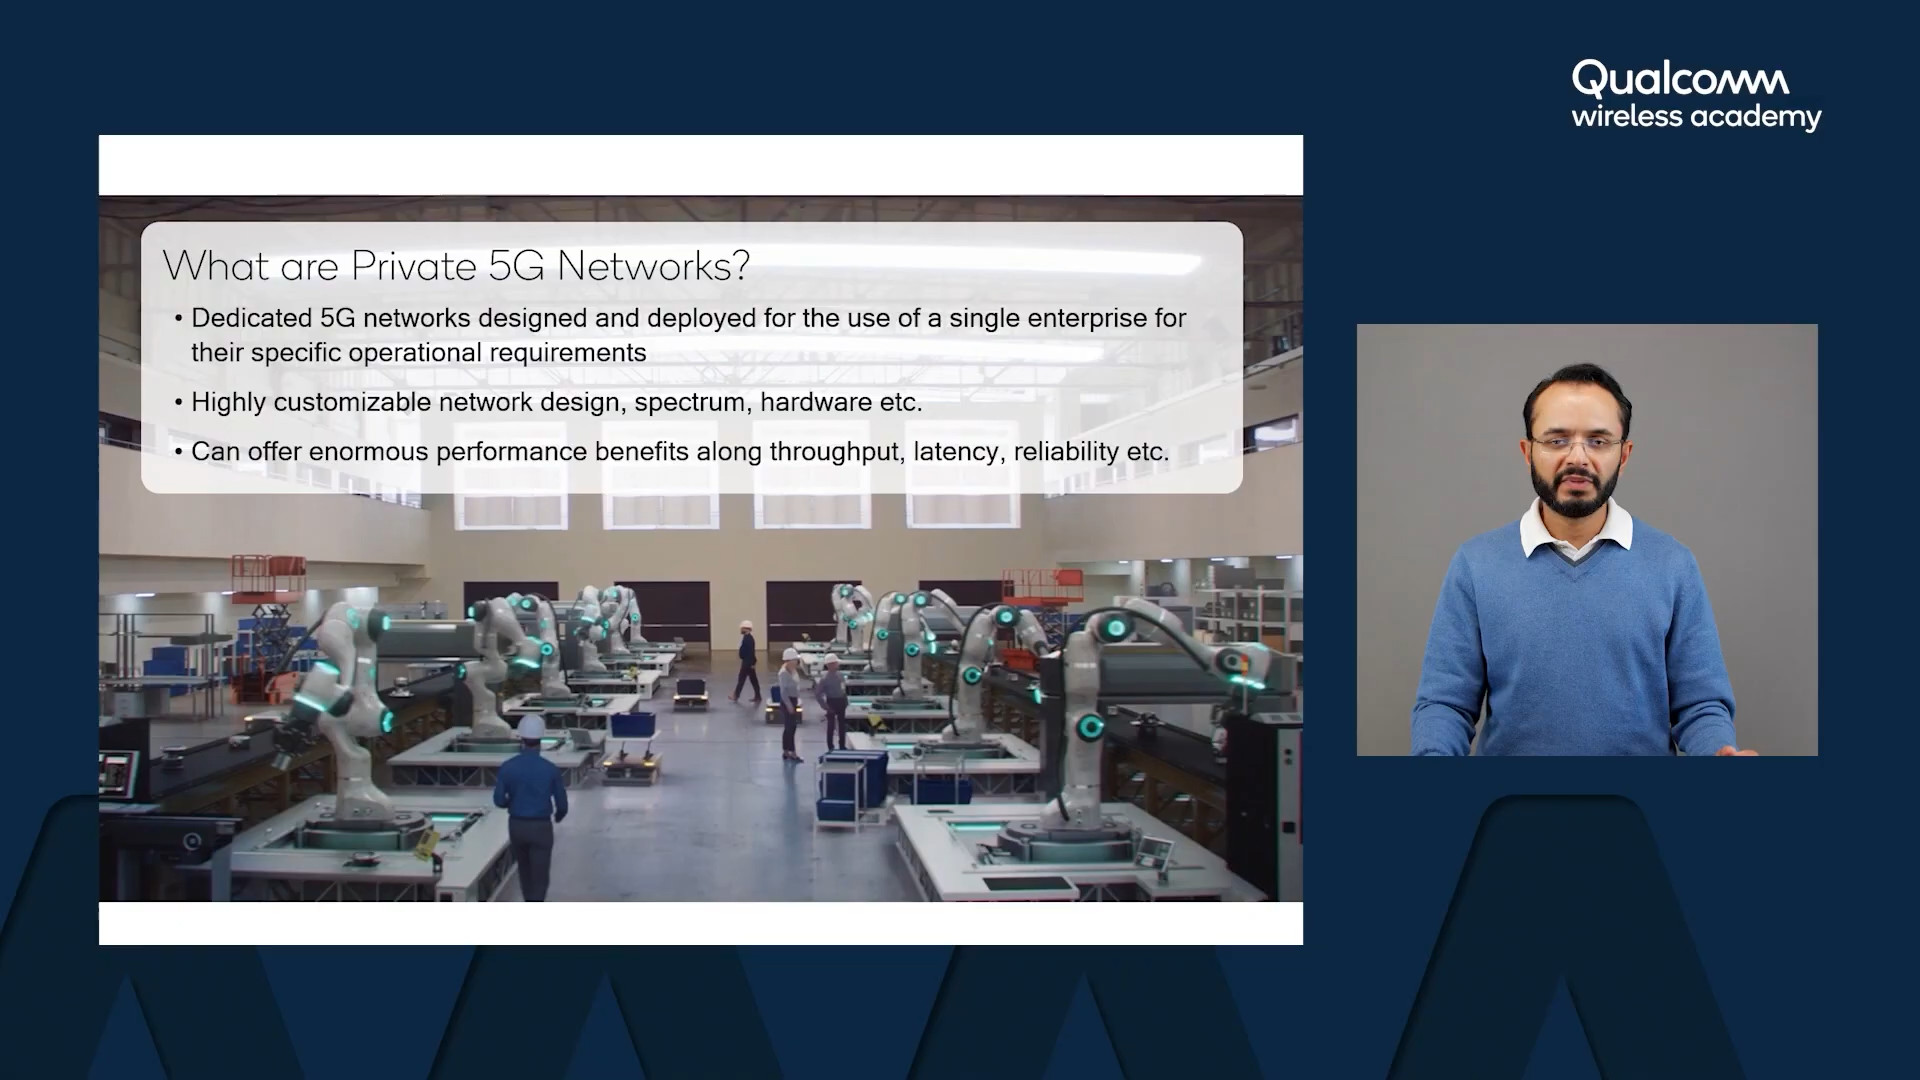 Qualcomm
wireless academy
What are Private 5G Networks?
• Dedicated 5G networks designed and deployed for the use of a single enterprise for
their specific operational requirements
• Highly customizable network design, spectrum, hardware etc.
• Can offer enormous performance benefits along throughput, latency, reliability etc.